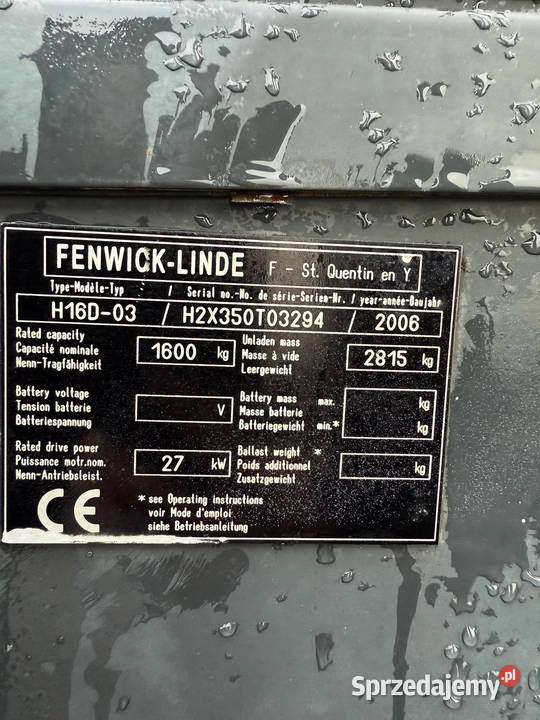 FENWICK-LINDE F - St. Quentin en Y
Type-Modèle-Typ / Serial no.-No. de série-Serien-Nr. / year-année-Baujahr
H16D-03 / H2X350T03294 / 2006
Rated capacity
Capacité nominale
Nenn-Tragfähigkeit
1600 kg
Unladen mass
Masse à vide
Leergewicht
2815 kg
Battery voltage
Tension batterie
Batteriespannung
V
Battery mass max.
Masse batterie
Batteriegewicht min.*
kg
kg
Rated drive power
Puissance motr.nom.
Nenn-Antriebsleist.
27 kW
Ballast weight *
Poids additionnel
Zusatzgewicht
kg
CE
* see Operating instructions
voir Mode d'emploi
siehe Betriebsanleitung
Sprzedajemy.pl